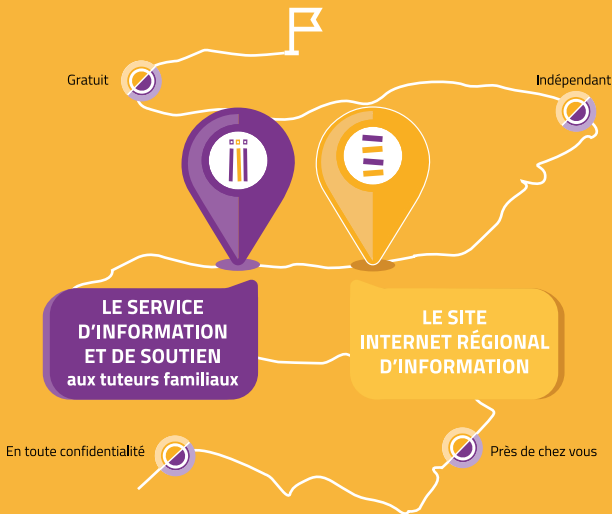 Gratuit
Indépendant
LE SERVICE
D'INFORMATION
ET DE SOUTIEN
aux tuteurs familiaux
LE SITE
INTERNET RÉGIONAL
D'INFORMATION
En toute confidentialité
Près de chez vous